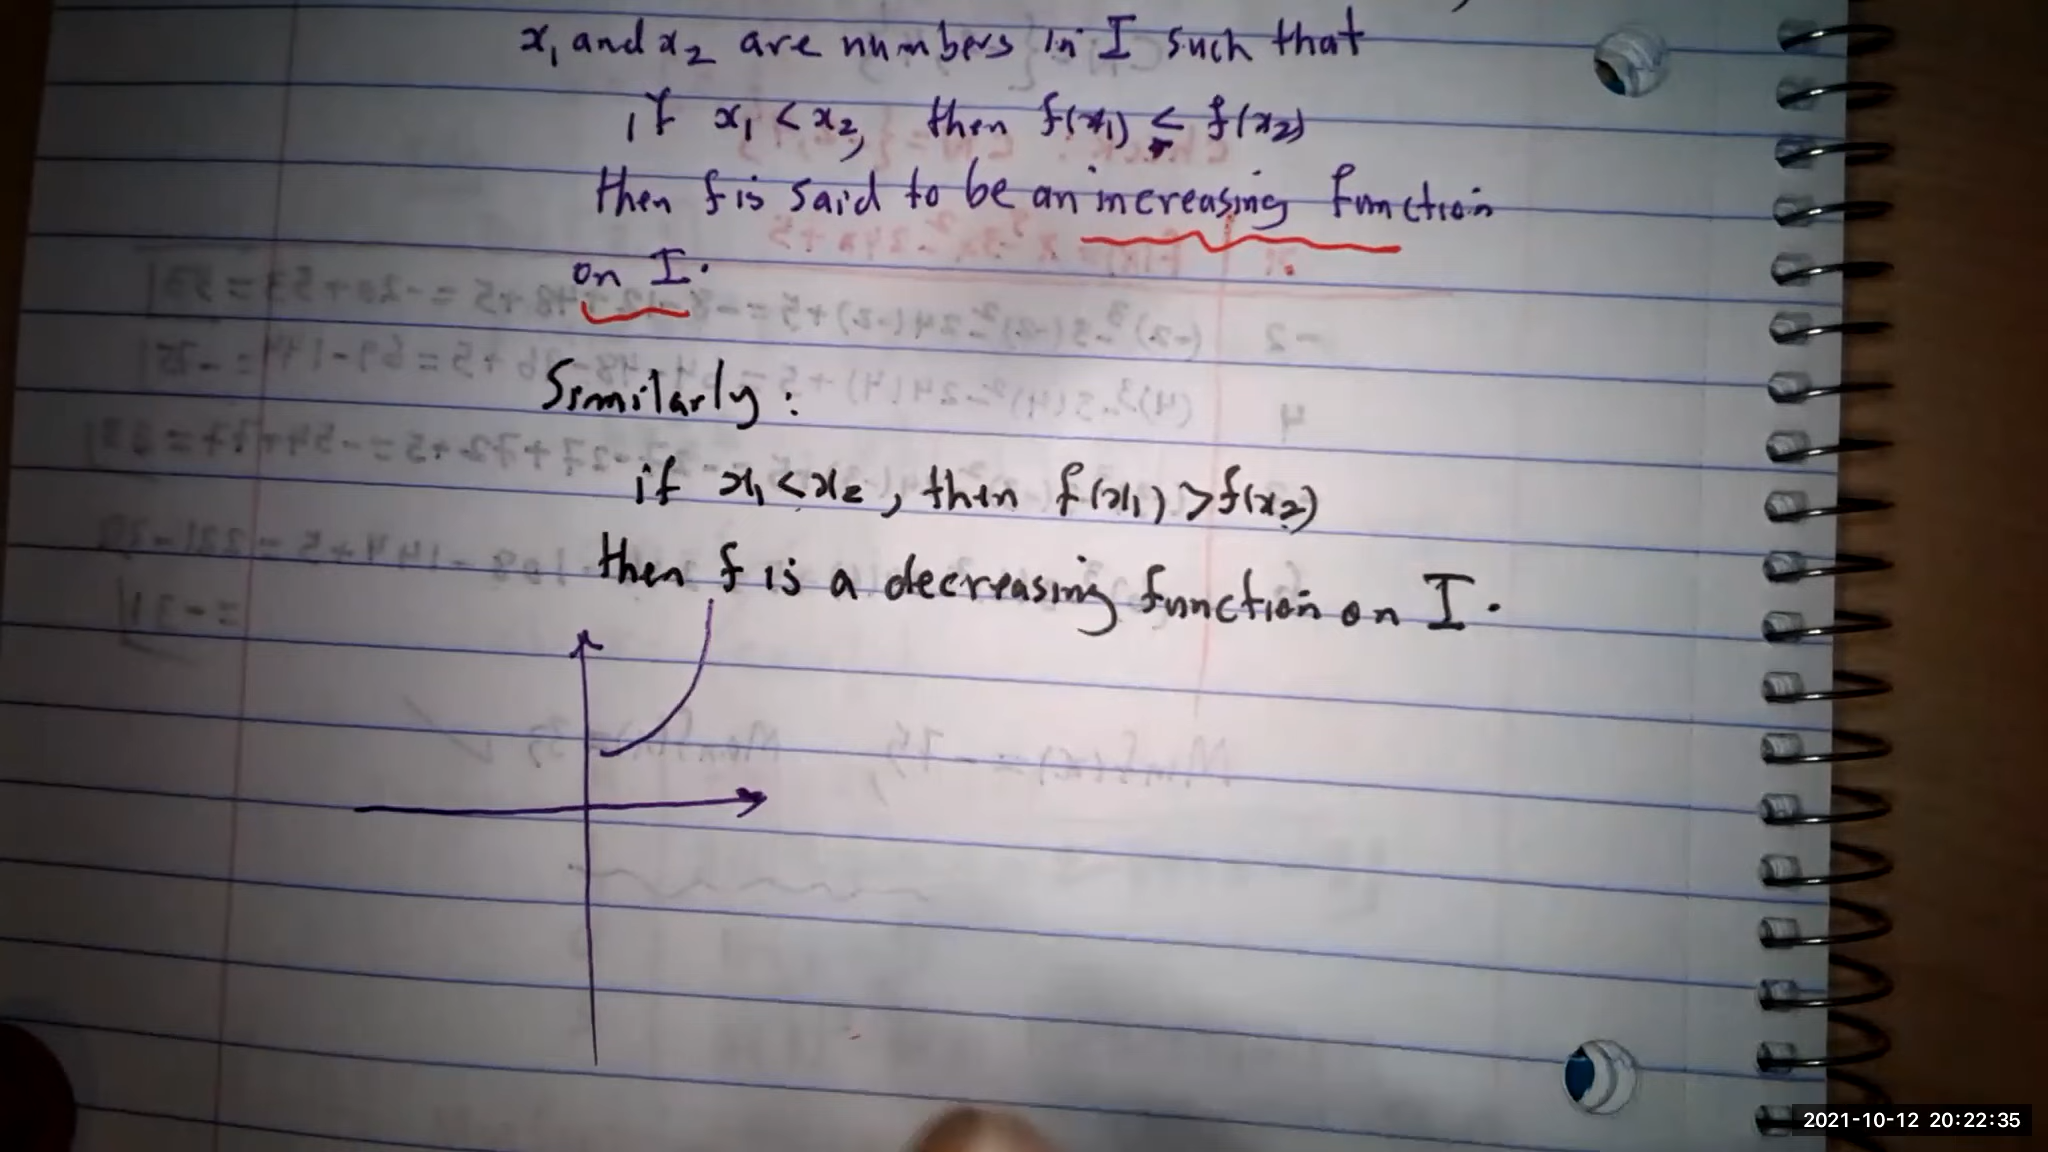 x₁ and x₂ are numbers in I such that
if x₁ < x₂, then f(x₁) ≤ f(x₂)
then f is said to be an increasing function
on I.
Similarly:
if x₁ < x₂, then f(x₁) > f(x₂)
then f is a decreasing function on I.
2021-10-12 20:22:35